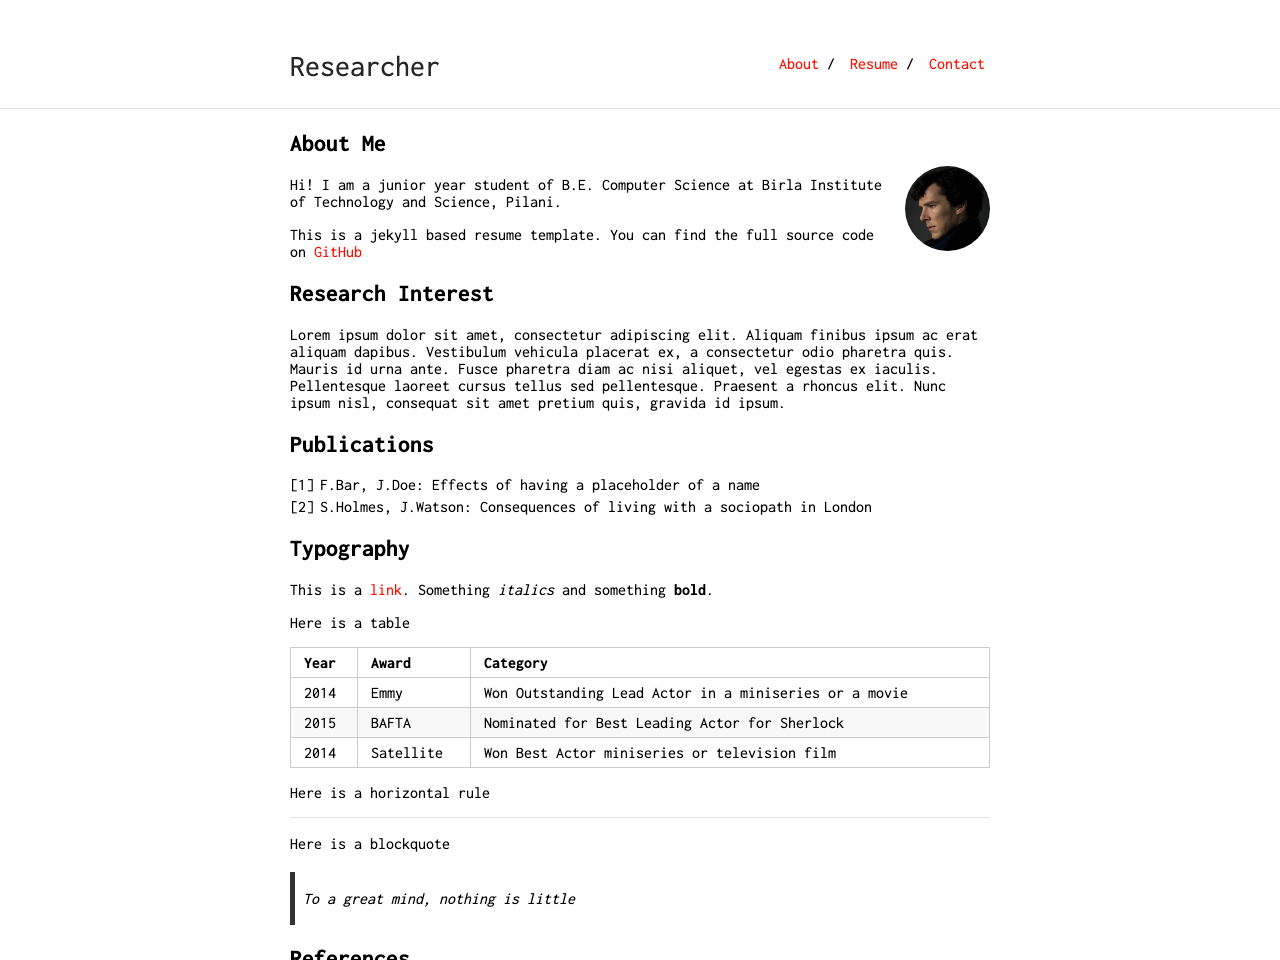 Researcher
About / Resume / Contact
About Me
Hi! I am a junior year student of B.E. Computer Science at Birla Institute
of Technology and Science, Pilani.
This is a jekyll based resume template. You can find the full source code
on GitHub
Research Interest
Lorem ipsum dolor sit amet, consectetur adipiscing elit. Aliquam finibus ipsum ac erat
aliquam dapibus. Vestibulum vehicula placerat ex, a consectetur odio pharetra quis.
Mauris id urna ante. Fusce pharetra diam ac nisi aliquet, vel egestas ex iaculis.
Pellentesque laoreet cursus tellus sed pellentesque. Praesent a rhoncus elit. Nunc
ipsum nisl, consequat sit amet pretium quis, gravida id ipsum.
Publications
[1] F.Bar, J.Doe: Effects of having a placeholder of a name
[2] S.Holmes, J.Watson: Consequences of living with a sociopath in London
Typography
This is a link. Something italics and something bold.
Here is a table
Year Award Category
2014 Emmy Won Outstanding Lead Actor in a miniseries or a movie
2015 BAFTA Nominated for Best Leading Actor for Sherlock
2014 Satellite Won Best Actor miniseries or television film
Here is a horizontal rule
Here is a blockquote
To a great mind, nothing is little
References